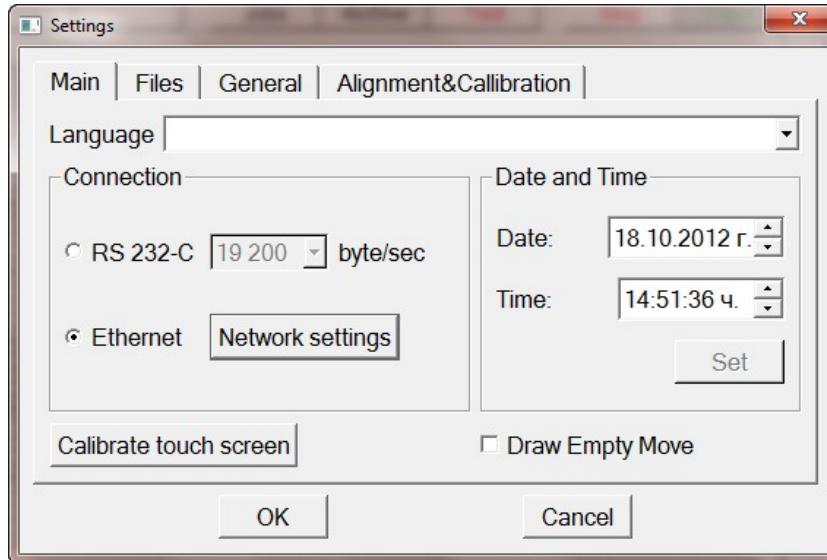 Settings
Main Files General Alignment&Callibration
Language
Connection
RS 232-C 19 200 byte/sec
Ethernet Network settings
Date and Time
Date: 18.10.2012 г.
Time: 14:51:36 ч.
Set
Calibrate touch screen
Draw Empty Move
OK Cancel